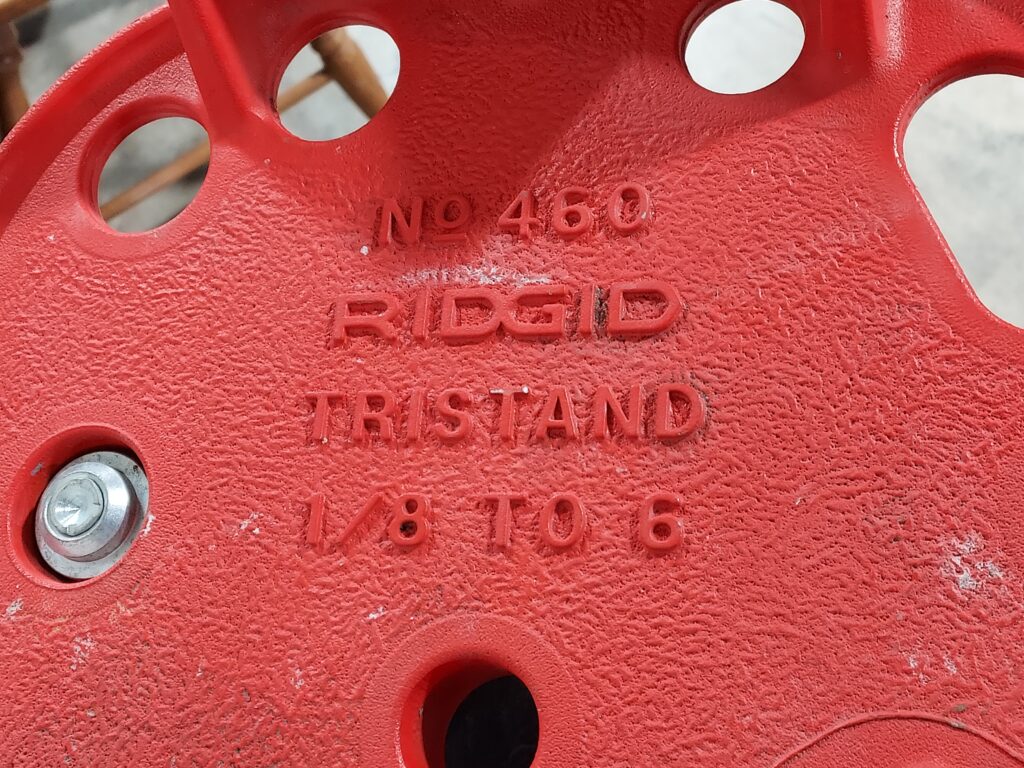 Nº 460
RIDGID
TRISTAND
1/8 TO 6